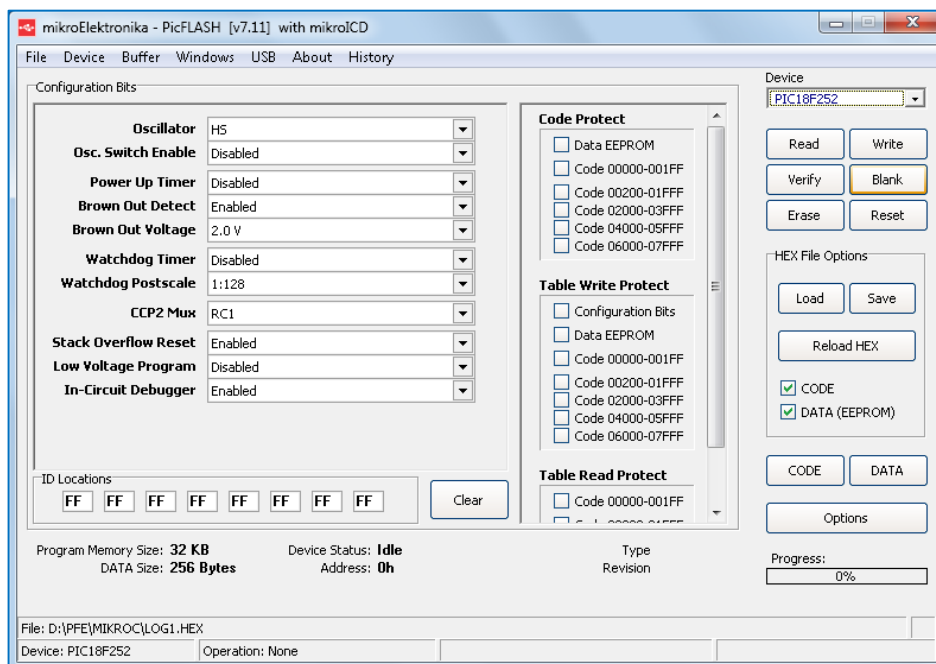 mikroElektronika - PicFLASH [v7.11] with mikroICD
File Device Buffer Windows USB About History
Configuration Bits
Oscillator HS
Osc. Switch Enable Disabled
Power Up Timer Disabled
Brown Out Detect Enabled
Brown Out Voltage 2.0 V
Watchdog Timer Disabled
Watchdog Postscale 1:128
CCP2 Mux RC1
Stack Overflow Reset Enabled
Low Voltage Program Disabled
In-Circuit Debugger Enabled
ID Locations
FF FF FF FF FF FF FF FF
Clear
Code Protect
Data EEPROM
Code 00000-001FF
Code 00200-01FFF
Code 02000-03FFF
Code 04000-05FFF
Code 06000-07FFF
Table Write Protect
Configuration Bits
Data EEPROM
Code 00000-001FF
Code 00200-01FFF
Code 02000-03FFF
Code 04000-05FFF
Code 06000-07FFF
Table Read Protect
Code 00000-001FF
Device
PIC18F252
Read Write
Verify Blank
Erase Reset
HEX File Options
Load Save
Reload HEX
CODE
DATA (EEPROM)
CODE DATA
Options
Progress:
0%
Program Memory Size: 32 KB Device Status: Idle Type
DATA Size: 256 Bytes Address: 0h Revision
File: D:\PFE\MIKROC\LOG1.HEX
Device: PIC18F252 Operation: None